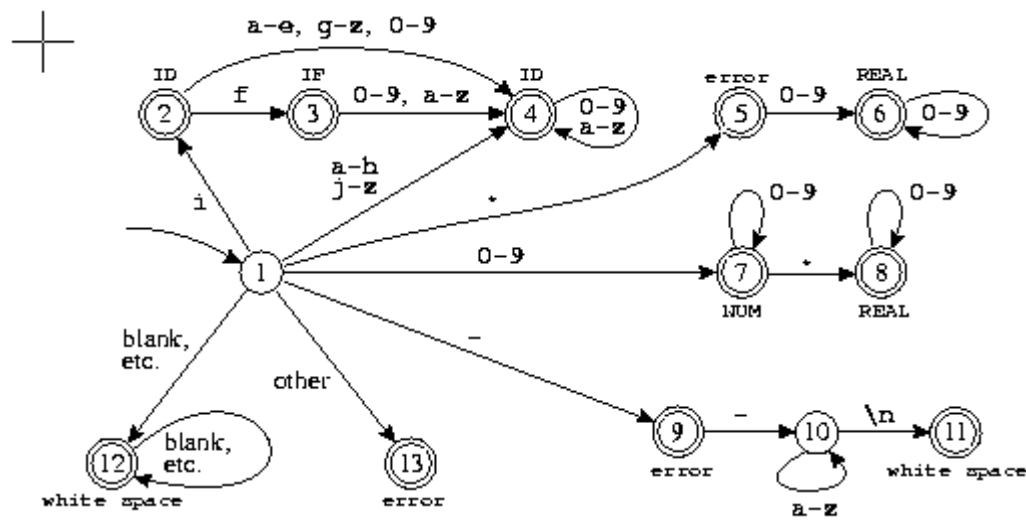 a-e, g-z, 0-9
ID
IF
ID
error
REAL
2
f
3
0-9, a-z
4
0-9
a-z
5
0-9
6
0-9
a-h
j-z
i
.
0-9
0-9
1
0-9
7
.
8
NUM
REAL
blank,
etc.
other
-
12
blank,
etc.
13
9
-
10
\n
11
white space
error
error
white space
a-z